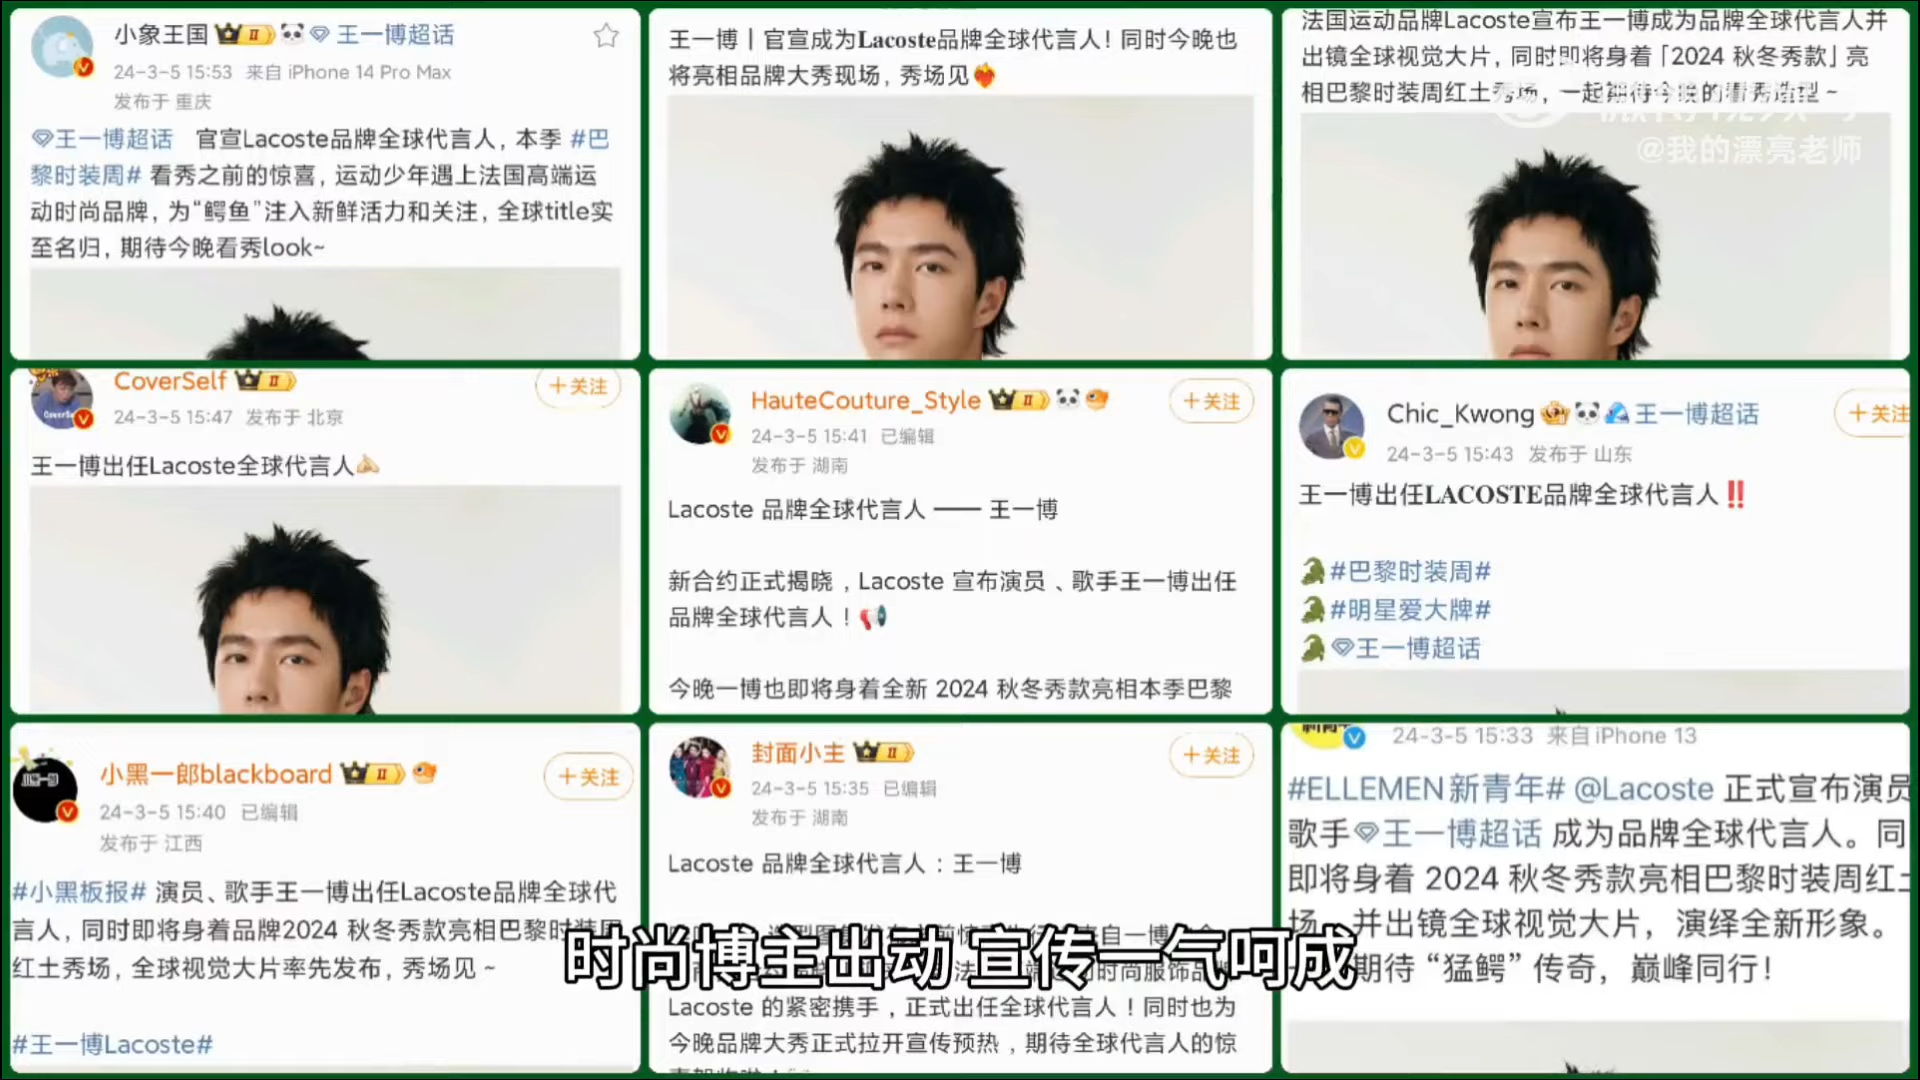 小象王国 II 王一博超话
24-3-5 15:53 来自 iPhone 14 Pro Max
发布于 重庆
王一博超话 官宣Lacoste品牌全球代言人，本季 #巴
黎时装周# 看秀之前的惊喜，运动少年遇上法国高端运
动时尚品牌，为“鳄鱼”注入新鲜活力和关注，全球title实
至名归，期待今晚看秀look~
王一博丨官宣成为Lacoste品牌全球代言人！同时今晚也
将亮相品牌大秀现场，秀场见
法国运动品牌Lacoste宣布王一博成为品牌全球代言人并
出镜全球视觉大片，同时即将身着「2024 秋冬秀款」亮
相巴黎时装周红土秀场，一起期待今晚的看秀造型~
@我的漂亮老师
CoverSelf II
+关注
24-3-5 15:47 发布于 北京
王一博出任Lacoste全球代言人
HauteCouture_Style II
+关注
24-3-5 15:41 已编辑
发布于 湖南
Lacoste 品牌全球代言人 —— 王一博
新合约正式揭晓，Lacoste 宣布演员、歌手王一博出任
品牌全球代言人！
今晚一博也即将身着全新 2024 秋冬秀款亮相本季巴黎
Chic_Kwong 王一博超话
+关注
24-3-5 15:43 发布于 山东
王一博出任LACOSTE品牌全球代言人‼
#巴黎时装周#
#明星爱大牌#
王一博超话
小黑一郎blackboard II
+关注
24-3-5 15:40 已编辑
发布于 江西
#小黑板报# 演员、歌手王一博出任Lacoste品牌全球代
言人，同时即将身着品牌2024 秋冬秀款亮相巴黎时装周
红土秀场，全球视觉大片率先发布，秀场见 ~
#王一博Lacoste#
封面小主 II
+关注
24-3-5 15:35 已编辑
发布于 湖南
Lacoste 品牌全球代言人：王一博
Lacoste 的紧密携手，正式出任全球代言人！同时也为
今晚品牌大秀正式拉开宣传预热，期待全球代言人的惊
24-3-5 15:33 来自 iPhone 13
#ELLEMEN新青年# @Lacoste 正式宣布演员
歌手王一博超话 成为品牌全球代言人。同
即将身着 2024 秋冬秀款亮相巴黎时装周红土
场，并出镜全球视觉大片，演绎全新形象。
期待 “猛鳄” 传奇，巅峰同行！
时尚博主出动 宣传一气呵成